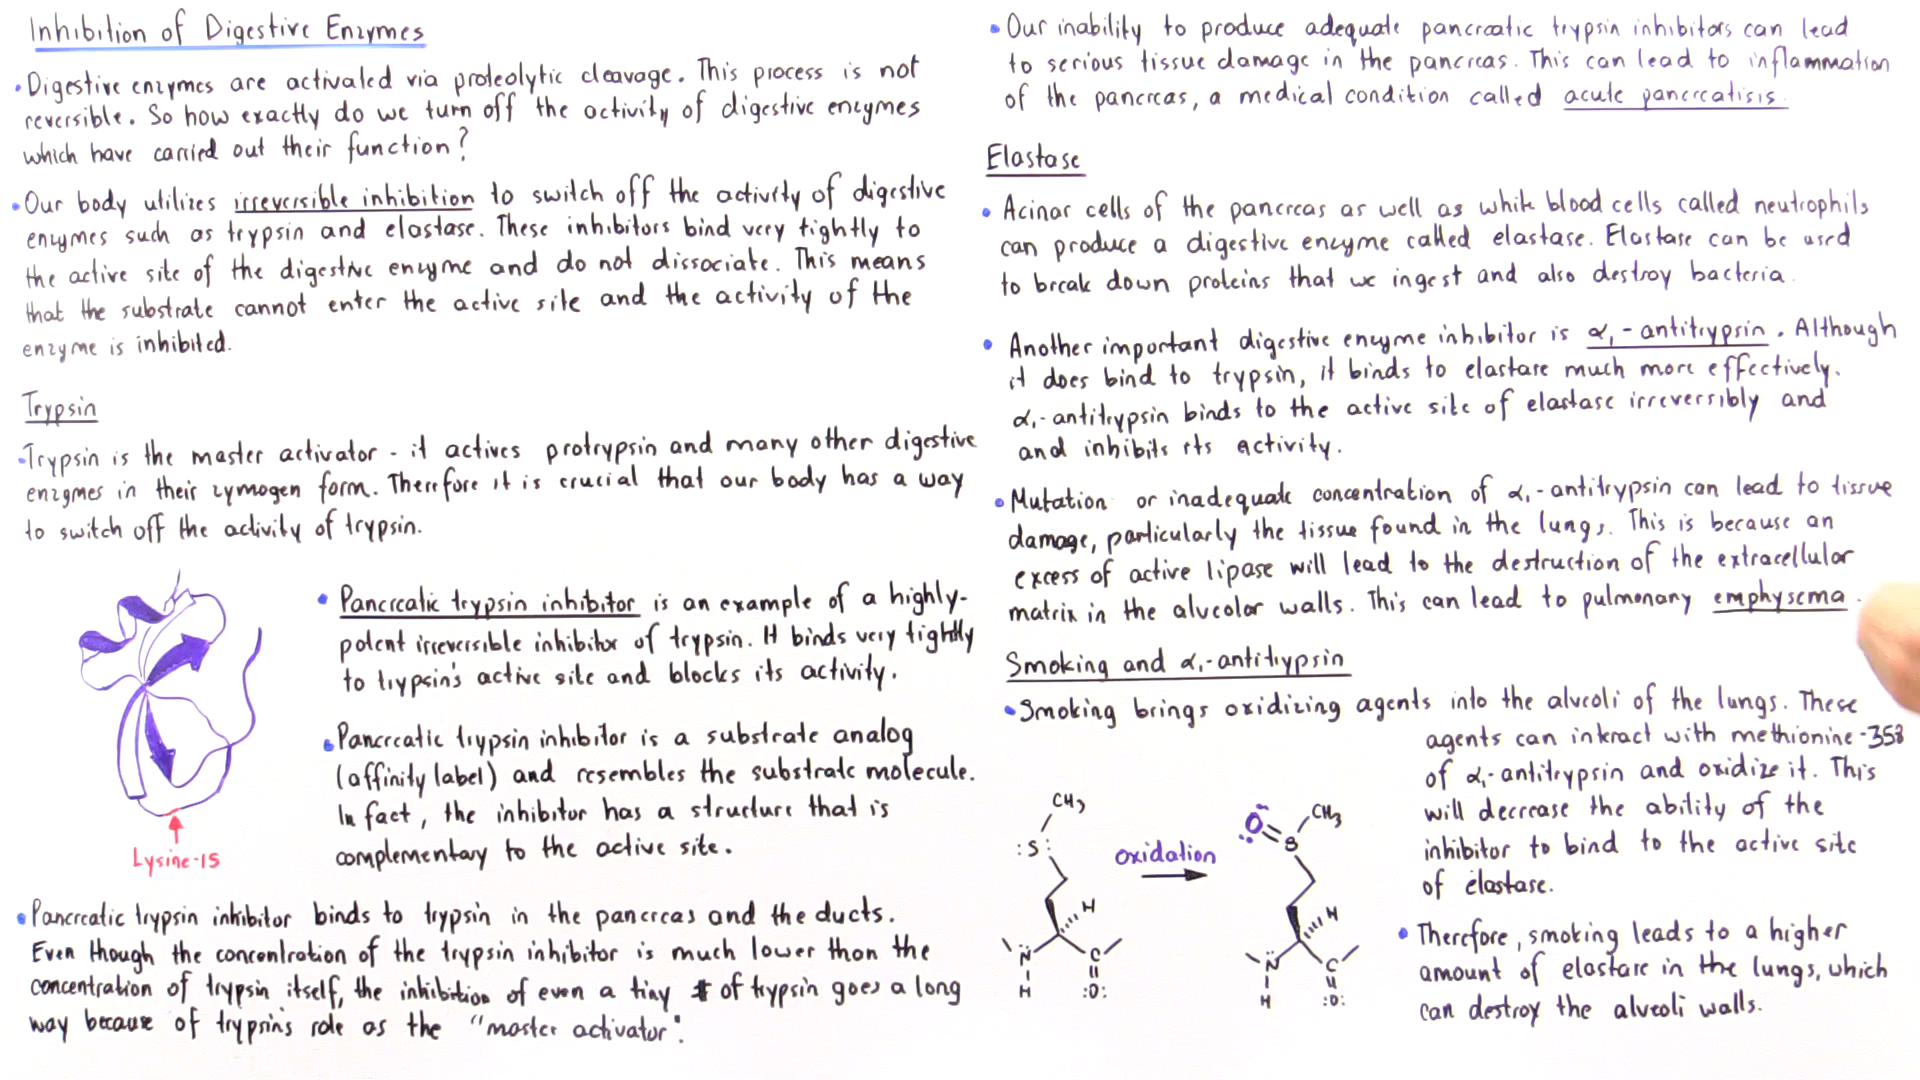 Inhibition of Digestive Enzymes
• Digestive enzymes are activated via proteolytic cleavage. This process is not
reversible. So how exactly do we turn off the activity of digestive enzymes
which have carried out their function?
• Our body utilizes irreversible inhibition to switch off the activity of digestive
enzymes such as trypsin and elastase. These inhibitors bind very tightly to
the active site of the digestive enzyme and do not dissociate. This means
that the substrate cannot enter the active site and the activity of the
enzyme is inhibited.
Trypsin
• Trypsin is the master activator - it actives protrypsin and many other digestive
enzymes in their zymogen form. Therefore it is crucial that our body has a way
to switch off the activity of trypsin.
• Pancreatic trypsin inhibitor is an example of a highly-
potent irreversible inhibitor of trypsin. It binds very tightly
to trypsin's active site and blocks its activity.
• Pancreatic trypsin inhibitor is a substrate analog
(affinity label) and resembles the substrate molecule.
In fact, the inhibitor has a structure that is
complementary to the active site.
Lysine-15
• Pancreatic trypsin inhibitor binds to trypsin in the pancreas and the ducts.
Even though the concentration of the trypsin inhibitor is much lower than the
concentration of trypsin itself, the inhibition of even a tiny # of trypsin goes a long
way because of trypsin's role as the "master activator".
• Our inability to produce adequate pancreatic trypsin inhibitors can lead
to serious tissue damage in the pancreas. This can lead to inflammation
of the pancreas, a medical condition called acute pancreatisis.
Elastase
• Acinar cells of the pancreas as well as white blood cells called neutrophils
can produce a digestive enzyme called elastase. Elastase can be used
to break down proteins that we ingest and also destroy bacteria.
• Another important digestive enzyme inhibitor is α₁-antitrypsin. Although
it does bind to trypsin, it binds to elastase much more effectively.
α₁-antitrypsin binds to the active site of elastase irreversibly and
and inhibits its activity.
• Mutation or inadequate concentration of α₁-antitrypsin can lead to tissue
damage, particularly the tissue found in the lungs. This is because an
excess of active lipase will lead to the destruction of the extracellular
matrix in the alveolar walls. This can lead to pulmonary emphysema.
Smoking and α₁-antitrypsin
• Smoking brings oxidizing agents into the alveoli of the lungs. These
agents can interact with methionine-358
of α₁-antitrypsin and oxidize it. This
will decrease the ability of the
inhibitor to bind to the active site
of elastase.
• Therefore, smoking leads to a higher
amount of elastase in the lungs, which
can destroy the alveoli walls.
CH₃
:S:
H
N
C
H
:O:
oxidation
O
CH₃
S
H
N
C
H
:O: